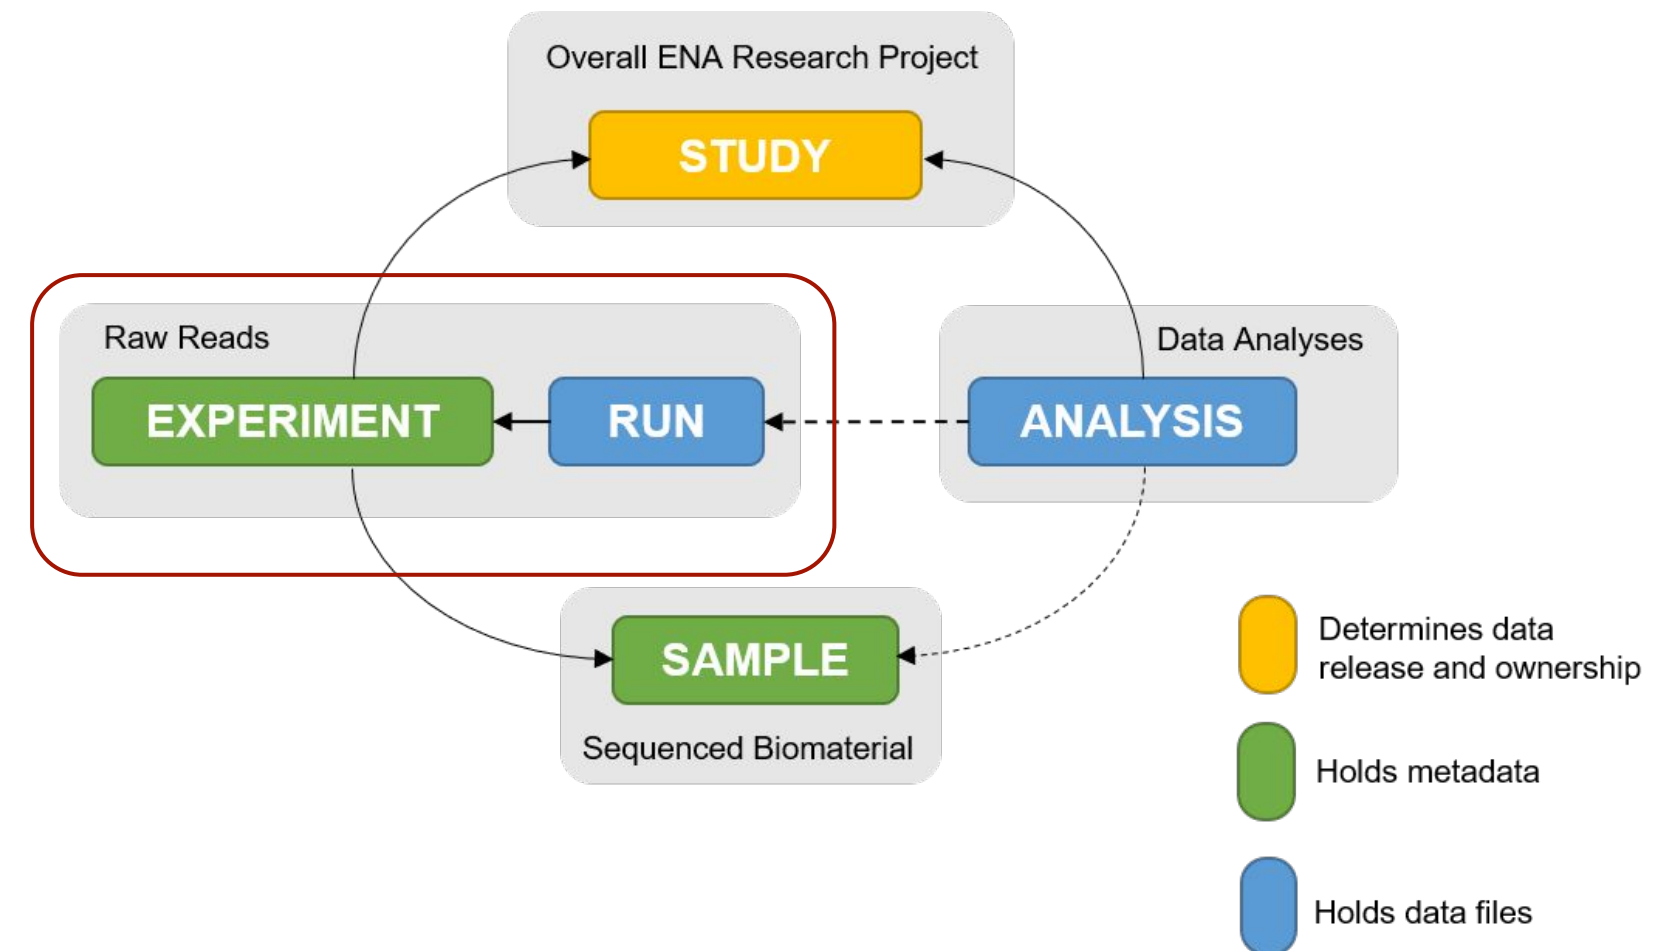 Overall ENA Research Project
STUDY
Raw Reads
EXPERIMENT
RUN
Data Analyses
ANALYSIS
SAMPLE
Sequenced Biomaterial
Determines data
release and ownership
Holds metadata
Holds data files